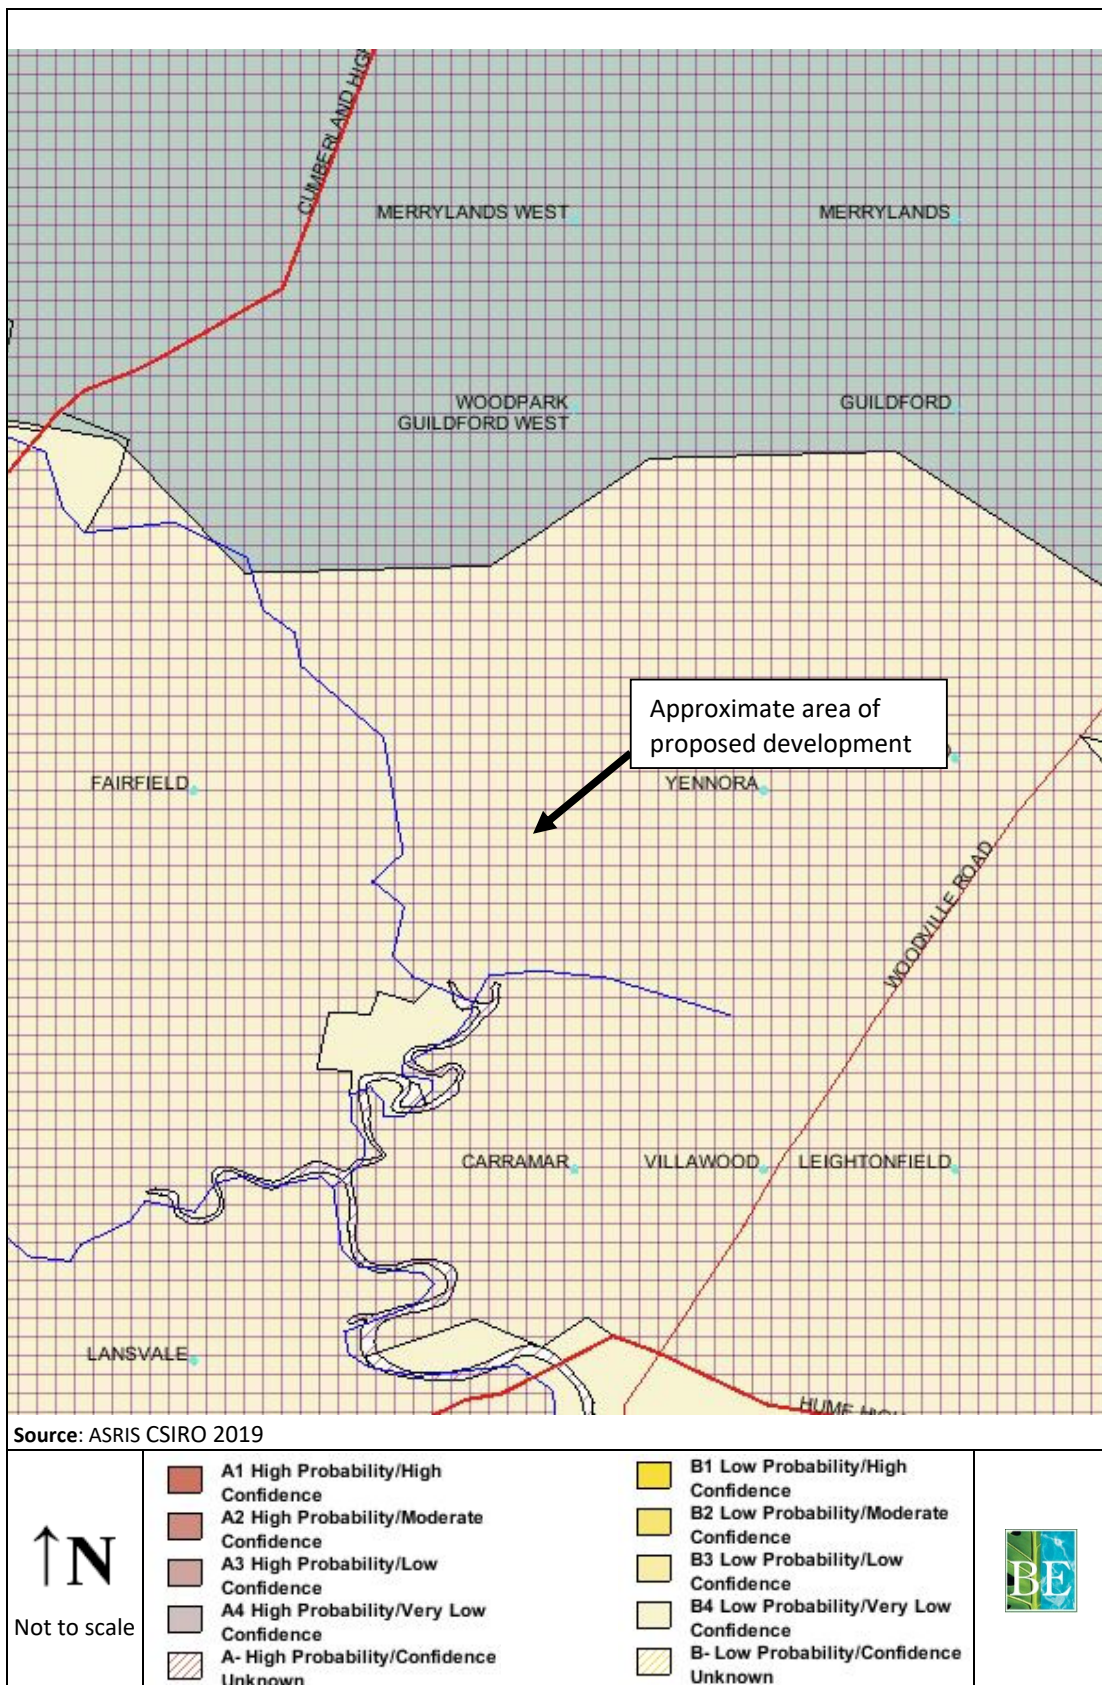 CUMBERLAND HIGH
MERRYLANDS WEST
MERRYLANDS
WOODPARK
GUILDFORD WEST
GUILDFORD
Approximate area of
proposed development
FAIRFIELD
YENNORA
WOODVILLE ROAD
CARRAMAR
VILLAWOOD
LEIGHTONFIELD
LANSVALE
HUME HIGH
Source: ASRIS CSIRO 2019
↑N
Not to scale
A1 High Probability/High
Confidence
A2 High Probability/Moderate
Confidence
A3 High Probability/Low
Confidence
A4 High Probability/Very Low
Confidence
A- High Probability/Confidence
Unknown
B1 Low Probability/High
Confidence
B2 Low Probability/Moderate
Confidence
B3 Low Probability/Low
Confidence
B4 Low Probability/Very Low
Confidence
B- Low Probability/Confidence
Unknown
BE